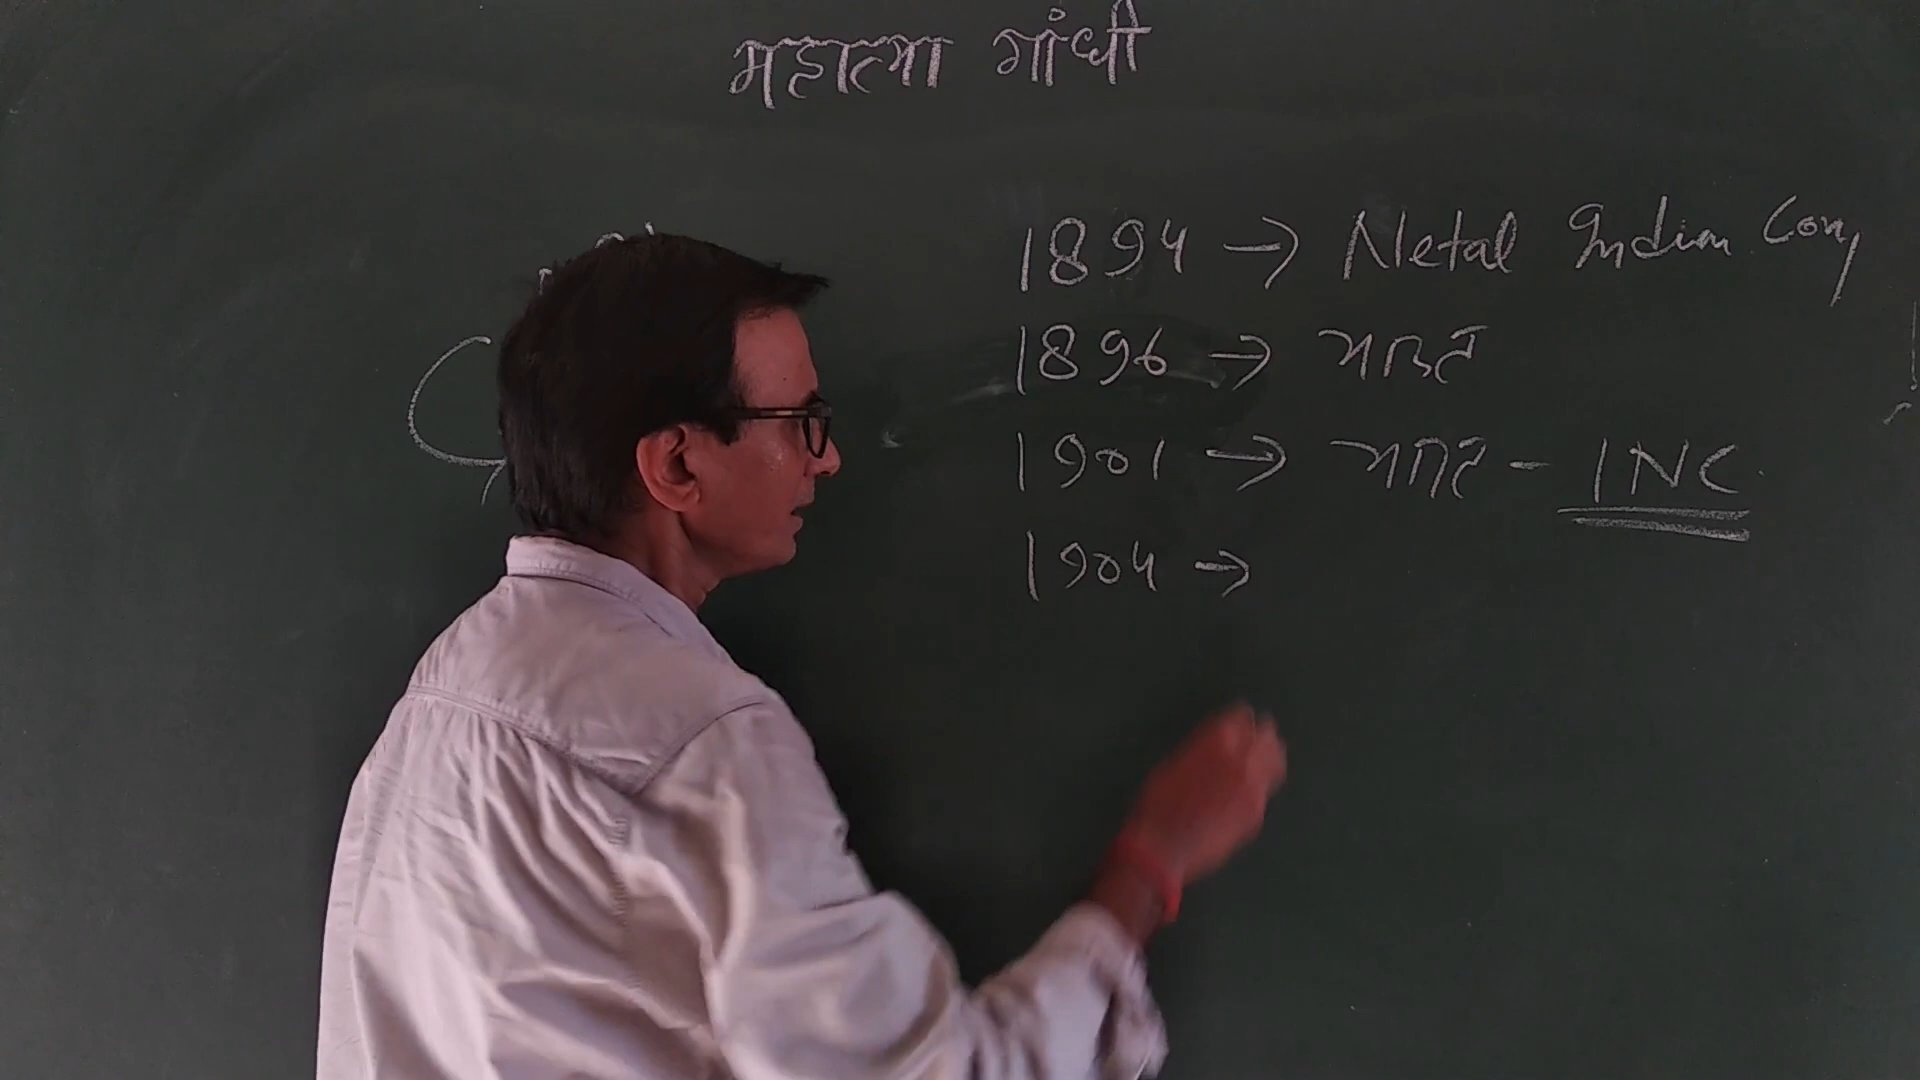 महात्मा गांधी
1894 → Netal Indian Cong
1896 → भारत
1901 → भारत - INC
1904 →